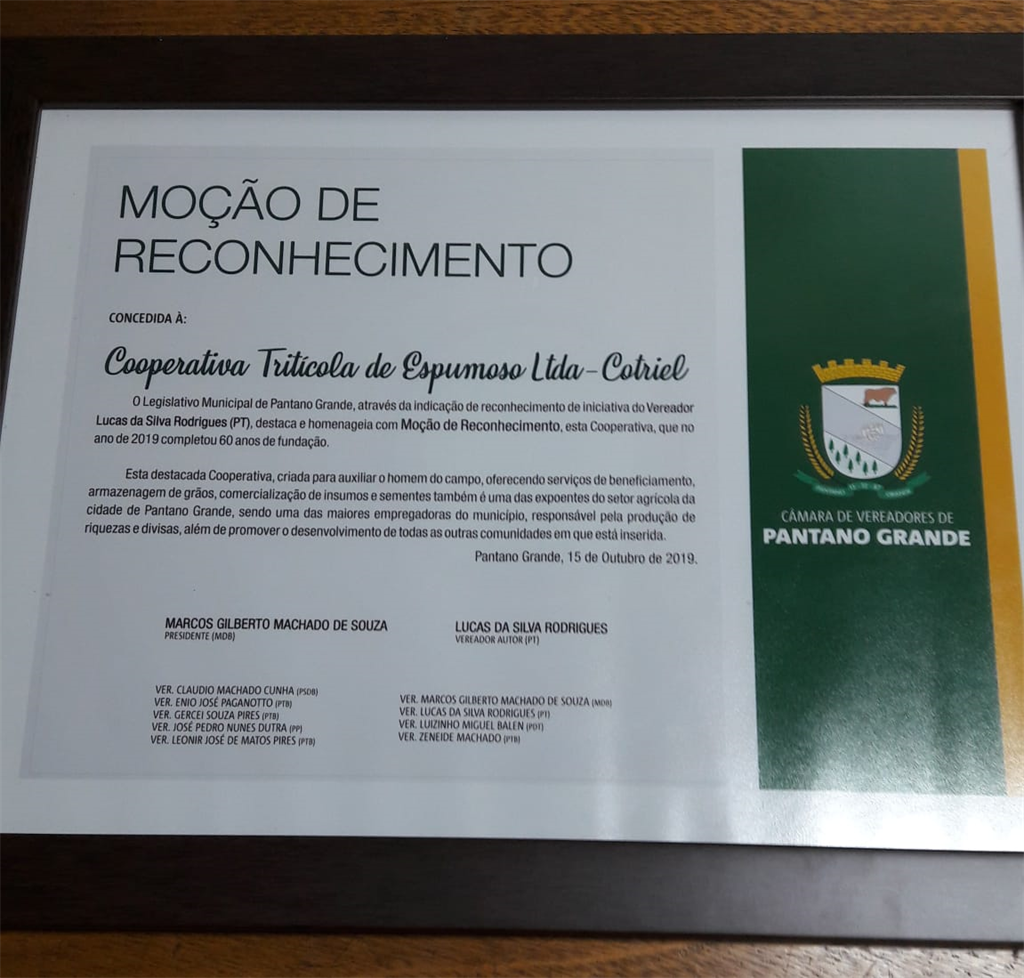 MOÇÃO DE
RECONHECIMENTO
CONCEDIDA À:
Cooperativa Tritícola de Espumoso Ltda - Cotriel
O Legislativo Municipal de Pantano Grande, através da indicação de reconhecimento de iniciativa do Vereador
Lucas da Silva Rodrigues (PT), destaca e homenageia com Moção de Reconhecimento, esta Cooperativa, que no
ano de 2019 completou 60 anos de fundação.
Esta destacada Cooperativa, criada para auxiliar o homem do campo, oferecendo serviços de beneficiamento,
armazenagem de grãos, comercialização de insumos e sementes também é uma das expoentes do setor agrícola da
cidade de Pantano Grande, sendo uma das maiores empregadoras do município, responsável pela produção de
riquezas e divisas, além de promover o desenvolvimento de todas as outras comunidades em que está inserida.
Pantano Grande, 15 de Outubro de 2019.
MARCOS GILBERTO MACHADO DE SOUZA
PRESIDENTE (MDB)
LUCAS DA SILVA RODRIGUES
VEREADOR AUTOR (PT)
VER. CLAUDIO MACHADO CUNHA (PSDB)
VER. ENIO JOSÉ PAGANOTTO (PTB)
VER. GERCEI SOUZA PIRES (PTB)
VER. JOSÉ PEDRO NUNES DUTRA (PP)
VER. LEONIR JOSÉ DE MATOS PIRES (PTB)
VER. MARCOS GILBERTO MACHADO DE SOUZA (MDB)
VER. LUCAS DA SILVA RODRIGUES (PT)
VER. LUIZINHO MIGUEL BALEN (PDT)
VER. ZENEIDE MACHADO (PTB)
CÂMARA DE VEREADORES DE
PANTANO GRANDE